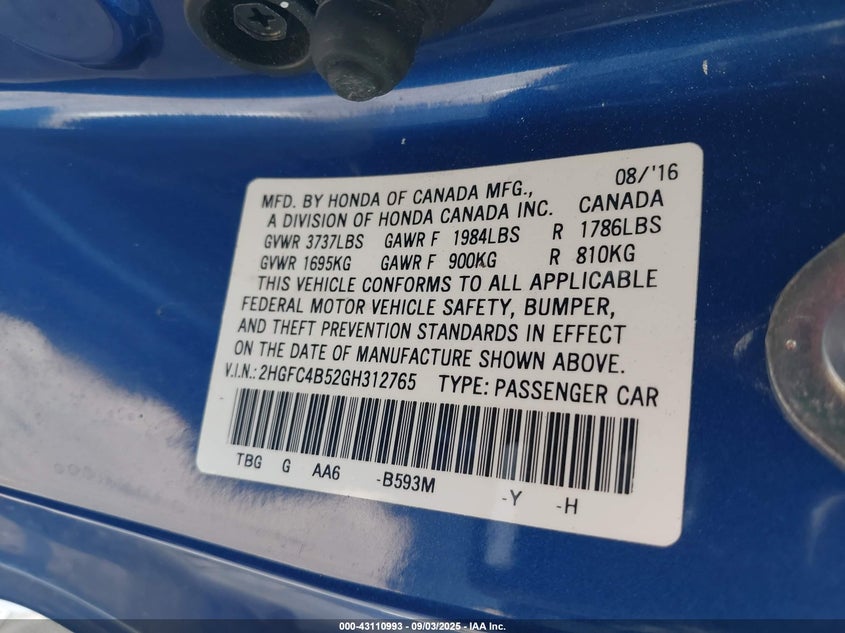 08/'16
MFD. BY HONDA OF CANADA MFG., CANADA
A DIVISION OF HONDA CANADA INC.
GVWR 3737LBS GAWR F 1984LBS R 1786LBS
GVWR 1695KG GAWR F 900KG R 810KG
THIS VEHICLE CONFORMS TO ALL APPLICABLE
FEDERAL MOTOR VEHICLE SAFETY, BUMPER,
AND THEFT PREVENTION STANDARDS IN EFFECT
ON THE DATE OF MANUFACTURE SHOWN ABOVE.
V.I.N.: 2HGFC4B52GH312765 TYPE: PASSENGER CAR
TBG G AA6 -B593M -Y -H
000-43110993 - 09/03/2025 - IAA Inc.